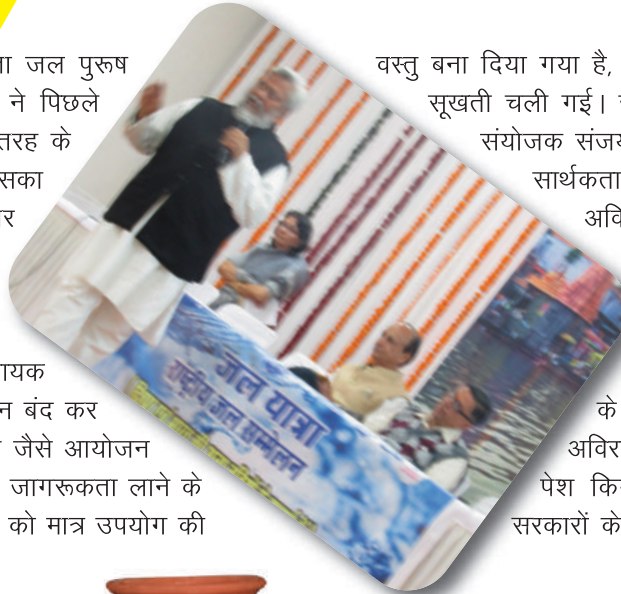 ा जल पुरूष
ने पिछले
तरह के
सका
र
ायक
न बंद कर
जैसे आयोजन
जागरूकता लाने के
को मात्र उपयोग की
जल यात्रा
राष्ट्रीय जल सम्मेलन
वस्तु बना दिया गया है,
सूखती चली गई।
संयोजक संजय
सार्थकता
अवि
के
अविर
पेश कि
सरकारों के